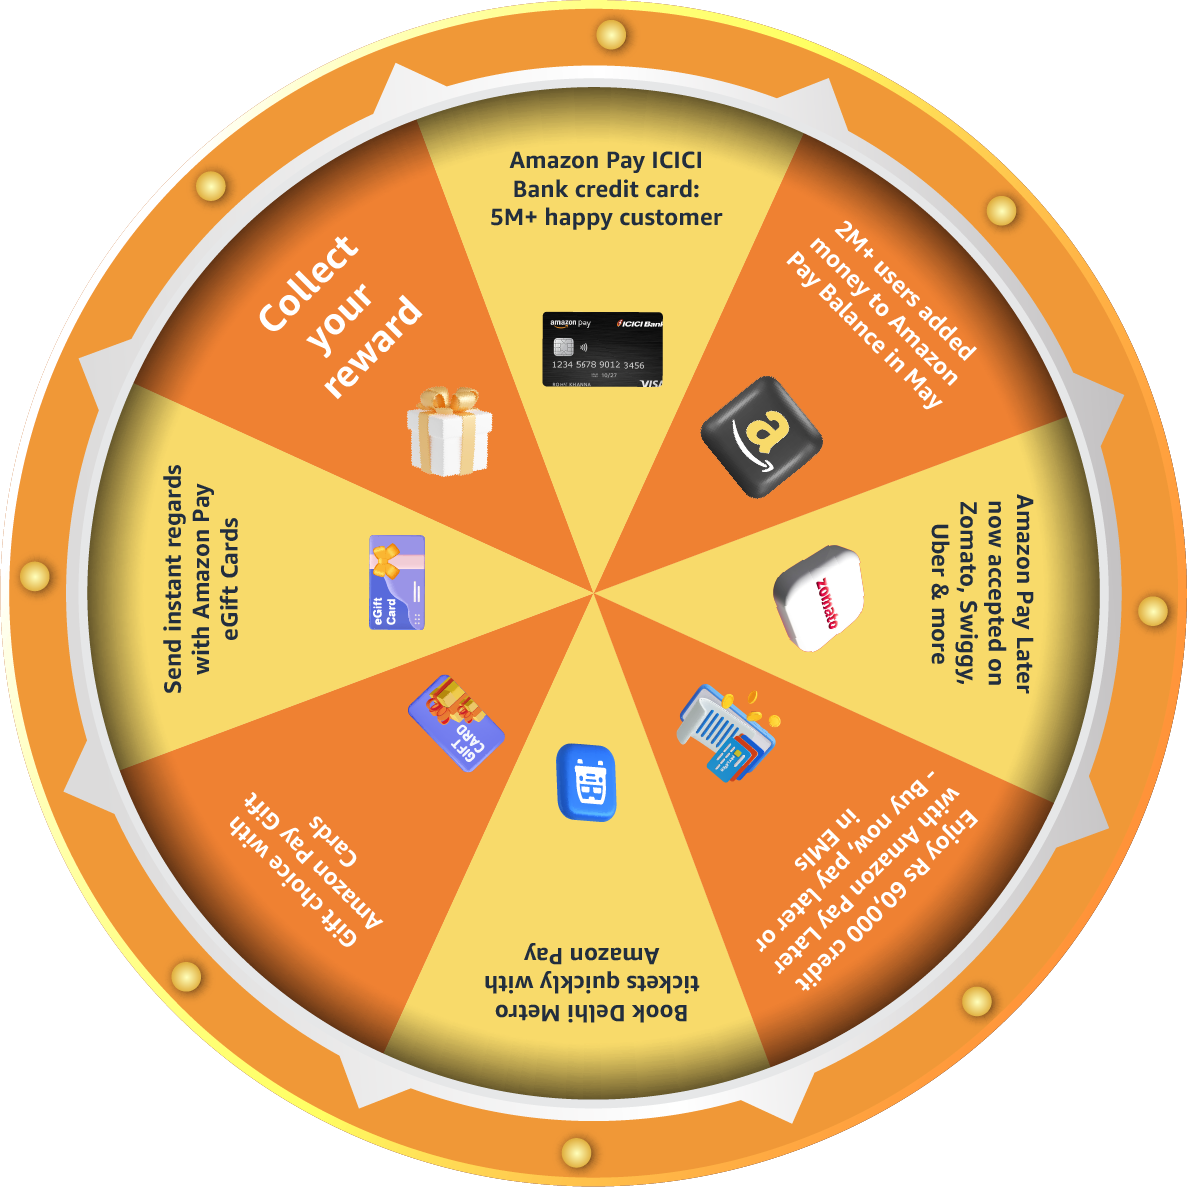 Amazon Pay ICICI
Bank credit card:
5M+ happy customer
amazon pay
ICICI Bank
1234 5678 9012 3456
10/27
ROHV KHANNA
VISA
2M+ users added
money to Amazon
Pay Balance in May
a
Amazon Pay Later
now accepted on
Zomato, Swiggy,
Uber & more
zomato
Enjoy Rs 60,000 credit
with Amazon Pay Later
- Buy now, pay later or
in EMIs
Book Delhi Metro
tickets quickly with
Amazon Pay
Gift choice with
Amazon Pay Gift
Cards
GIFT
CARD
Send instant regards
with Amazon Pay
eGift Cards
eGift
Card
Collect
your
reward